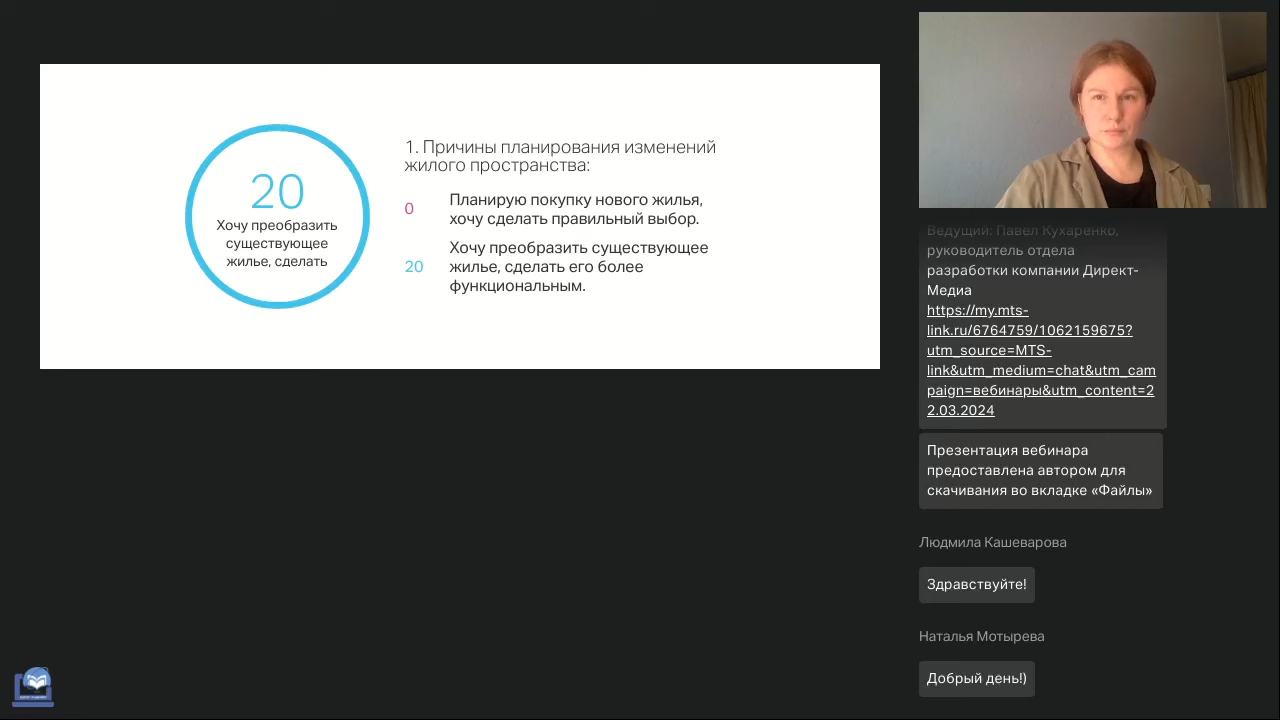 20
Хочу преобразить
существующее
жилье, сделать
1. Причины планирования изменений
жилого пространства:
0
Планирую покупку нового жилья,
хочу сделать правильный выбор.
20
Хочу преобразить существующее
жилье, сделать его более
функциональным.
Ведущий: Павел Кухаренко,
руководитель отдела
разработки компании Директ-
Медиа
https://my.mts-
link.ru/6764759/1062159675?
utm_source=MTS-
link&utm_medium=chat&utm_cam
paign=вебинары&utm_content=2
2.03.2024
Презентация вебинара
предоставлена автором для
скачивания во вкладке «Файлы»
Людмила Кашеварова
Здравствуйте!
Наталья Мотырева
Добрый день!)